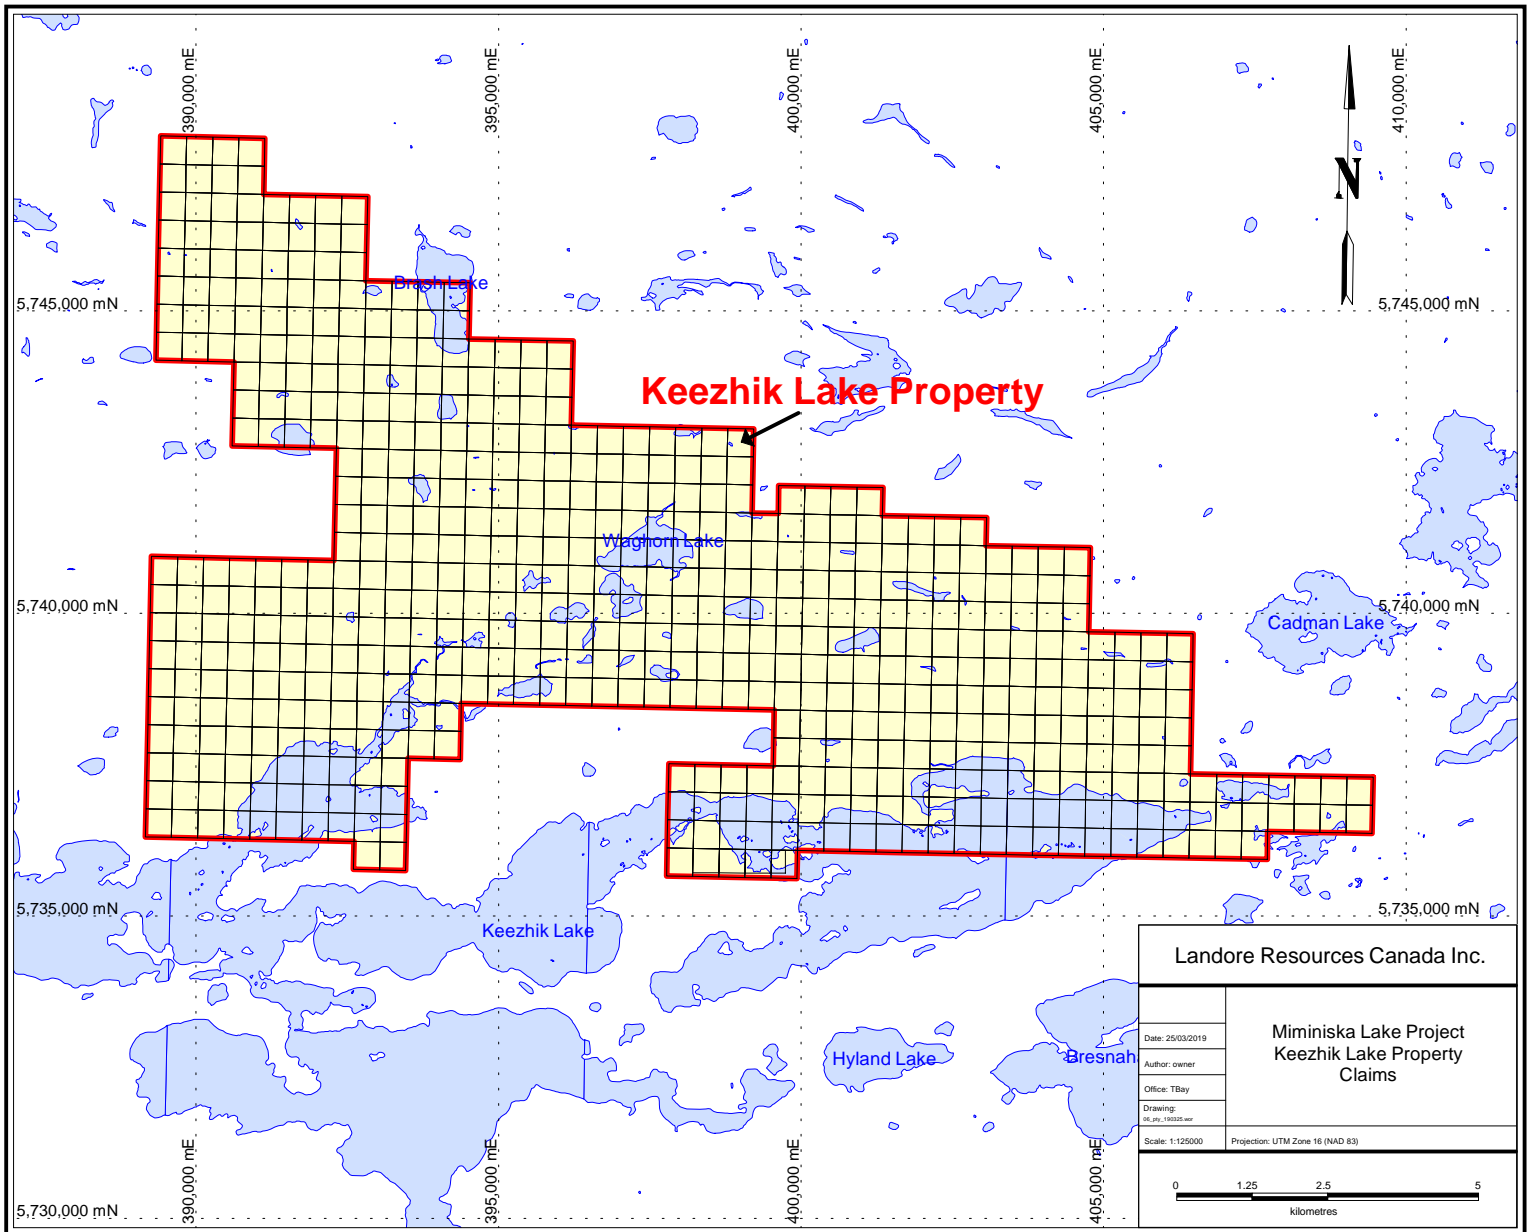 390,000 mE
395,000 mE
400,000 mE
405,000 mE
410,000 mE
N
Brash Lake
5,745,000 mN
5,745,000 mN
Keezhik Lake Property
Waghorn Lake
5,740,000 mN
5,740,000 mN
Cadman Lake
5,735,000 mN
5,735,000 mN
Keezhik Lake
Hyland Lake
Bresnah
5,730,000 mN
390,000 mE
395,000 mE
400,000 mE
405,000 mE
Landore Resources Canada Inc.
Miminiska Lake Project
Keezhik Lake Property
Claims
Date: 25/03/2019
Author: owner
Office: TBay
Drawing:
06_pty_190325.wor
Scale: 1:125000
Projection: UTM Zone 16 (NAD 83)
0 1.25 2.5 5
kilometres